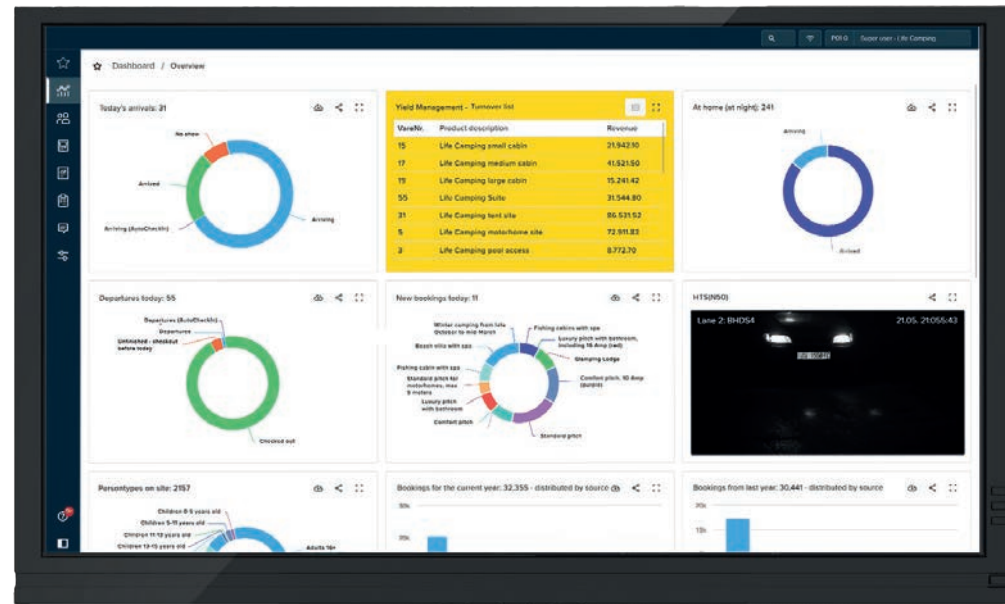 POLO Super user - Life Camping
Dashboard / Overview
Today's arrivals: 31
No show
Arrived
Arriving (AutoCheckIn)
Arriving
Yield Management - Turnover list
VareNr. Product description Revenue
15 Life Camping small cabin 21.942.10
17 Life Camping medium cabin 41.521.50
19 Life Camping large cabin 15.241.42
55 Life Camping Suite 31.544.80
31 Life Camping tent site 86.531.52
5 Life Camping motorhome site 72.911.83
3 Life Camping pool access 8.772.70
At home (at night): 241
Arriving
Arrived
Departures today: 55
Departures (AutoCheckIn)
Departures
Unfinished - checkout
before today
Checked out
New bookings today: 11
Winter camping from late
October to mid March
Beach villa with spa
Fishing cabin with spa
Standard pitch for
motorhomes, max
9 meters
Luxury pitch
with bathroom
Comfort pitch
Fishing cabins with spa
Luxury pitch with bathroom,
including 16 Amp (red)
Glamping Lodge
Comfort pitch, 10 Amp
(purple)
Standard pitch
HTS(N50)
Lane 2: BHDS4 21.05. 21:055:43
Persontypes on site: 2157
Children 0-5 years old
Children 5-11 years old
Children 11-13 years old
Children 13-15 years old
Adults 16+
Bookings for the current year: 32,355 - distributed by source
Bookings from last year: 30,441 - distributed by source
20k
15k